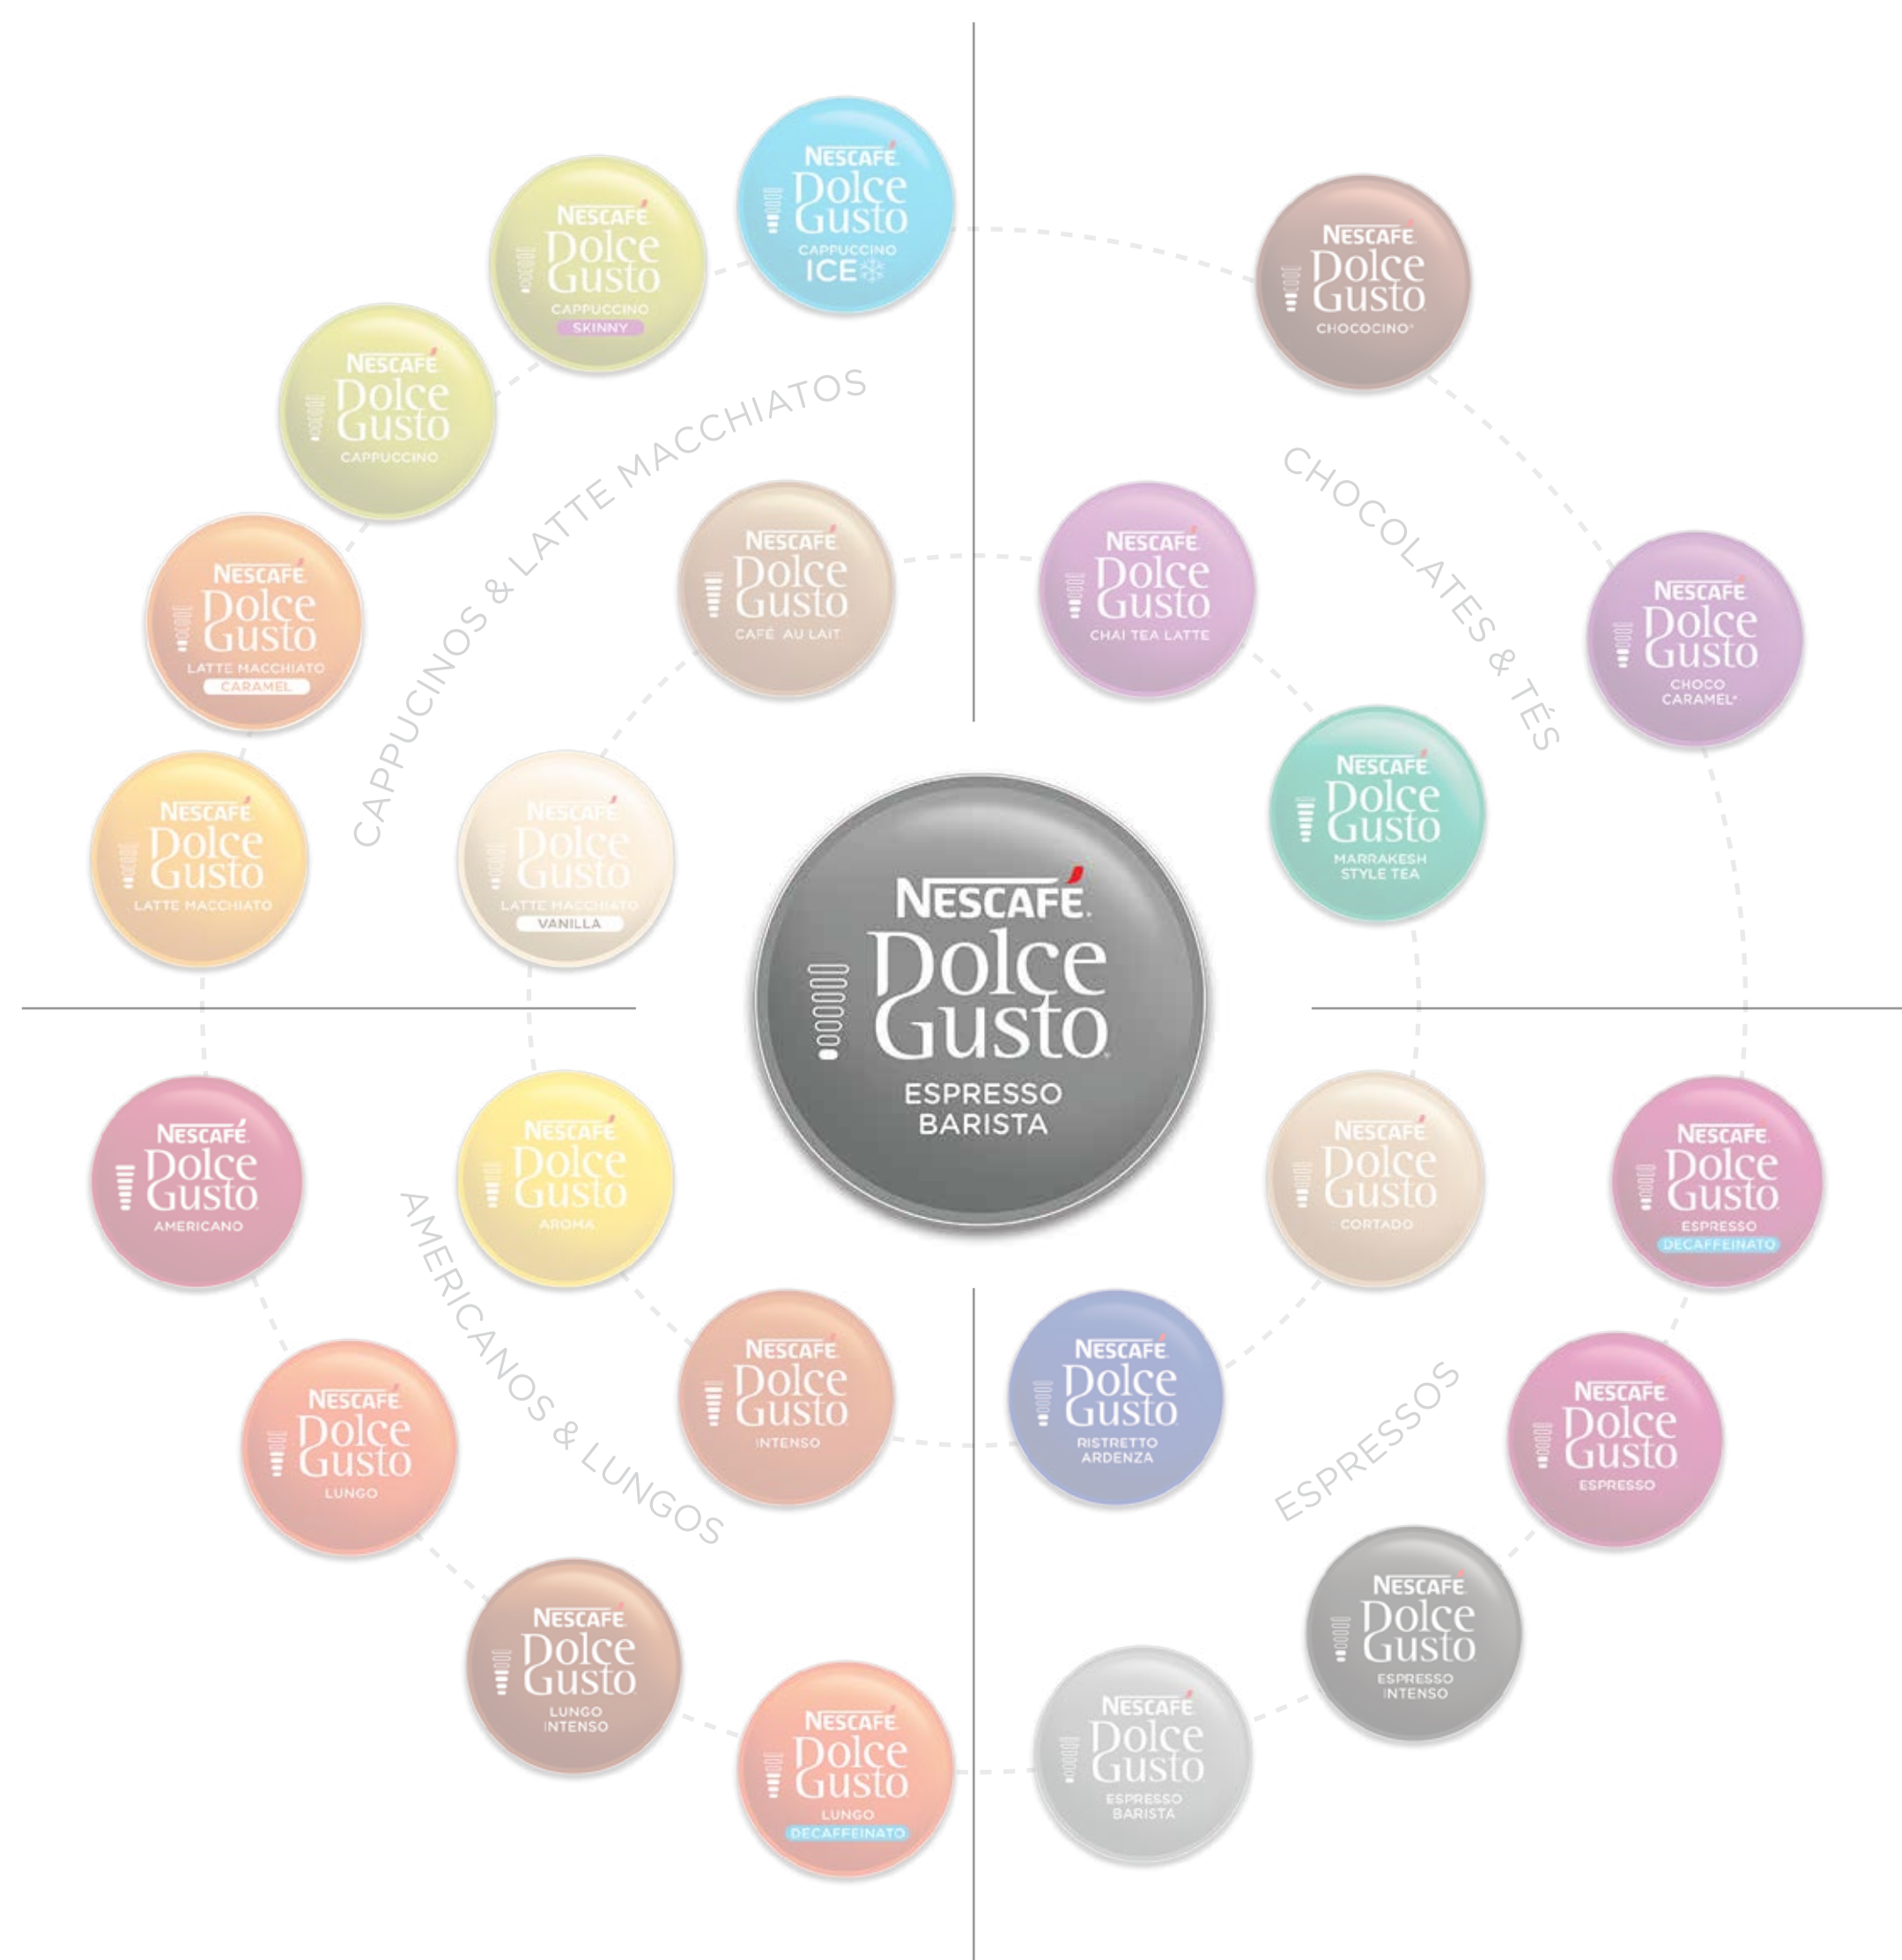 NESCAFÉ
Dolce
Gusto
CAPPUCCINO
ICE
NESCAFÉ
Dolce
Gusto
CAPPUCCINO
SKINNY
NESCAFÉ
Dolce
Gusto
CAPPUCCINO
NESCAFÉ
Dolce
Gusto
LATTE MACCHIATO
CARAMEL
NESCAFÉ
Dolce
Gusto
LATTE MACCHIATO
CAPPUCINOS & LATTE MACCHIATOS
NESCAFÉ
Dolce
Gusto
CAFÉ AU LAIT
NESCAFÉ
Dolce
Gusto
LATTE MACCHIATO
VANILLA
NESCAFÉ
Dolce
Gusto
CHOCOCINO*
NESCAFÉ
Dolce
Gusto
CHOCO
CARAMEL*
CHOCOLATES & TÉS
NESCAFÉ
Dolce
Gusto
CHAI TEA LATTE
NESCAFÉ
Dolce
Gusto
MARRAKESH
STYLE TEA
NESCAFÉ.
Dolce
Gusto
ESPRESSO
BARISTA
NESCAFÉ
Dolce
Gusto
AMERICANO
NESCAFÉ
Dolce
Gusto
AROMA
AMERICANOS & LUNGOS
NESCAFÉ
Dolce
Gusto
INTENSO
NESCAFÉ
Dolce
Gusto
LUNGO
NESCAFÉ
Dolce
Gusto
LUNGO
INTENSO
NESCAFÉ
Dolce
Gusto
LUNGO
DECAFFEINATO
NESCAFÉ
Dolce
Gusto
CORTADO
NESCAFÉ
Dolce
Gusto
ESPRESSO
DECAFFEINATO
NESCAFÉ
Dolce
Gusto
RISTRETTO
ARDENZA
ESPRESSOS
NESCAFÉ
Dolce
Gusto
ESPRESSO
NESCAFÉ
Dolce
Gusto
ESPRESSO
INTENSO
NESCAFÉ
Dolce
Gusto
ESPRESSO
BARISTA